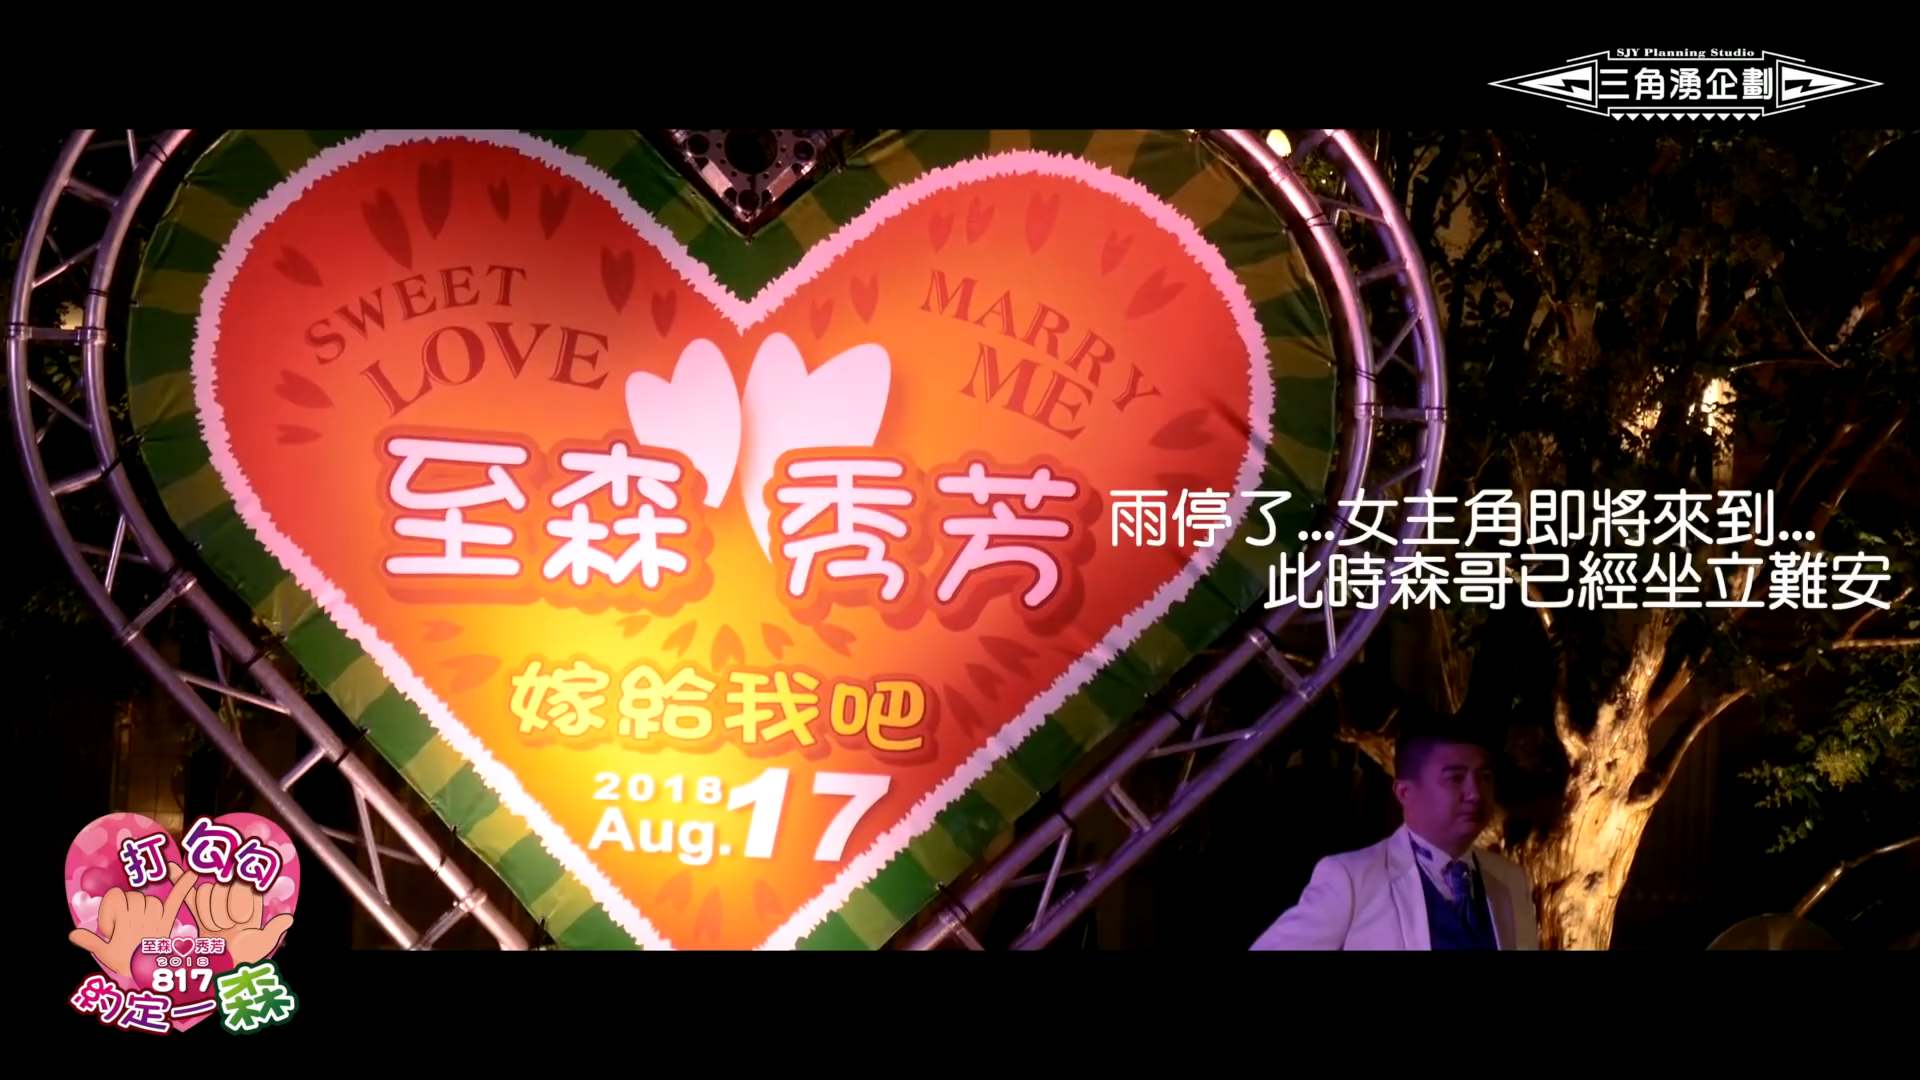 SJY Planning Studio
三角湧企劃
SWEET
LOVE
MARRY
ME
至森 秀芳
雨停了...女主角即將來到...
此時森哥已經坐立難安
嫁給我吧
2018
Aug. 17
打勾勾
至森 秀芳
2018
817
約定一森